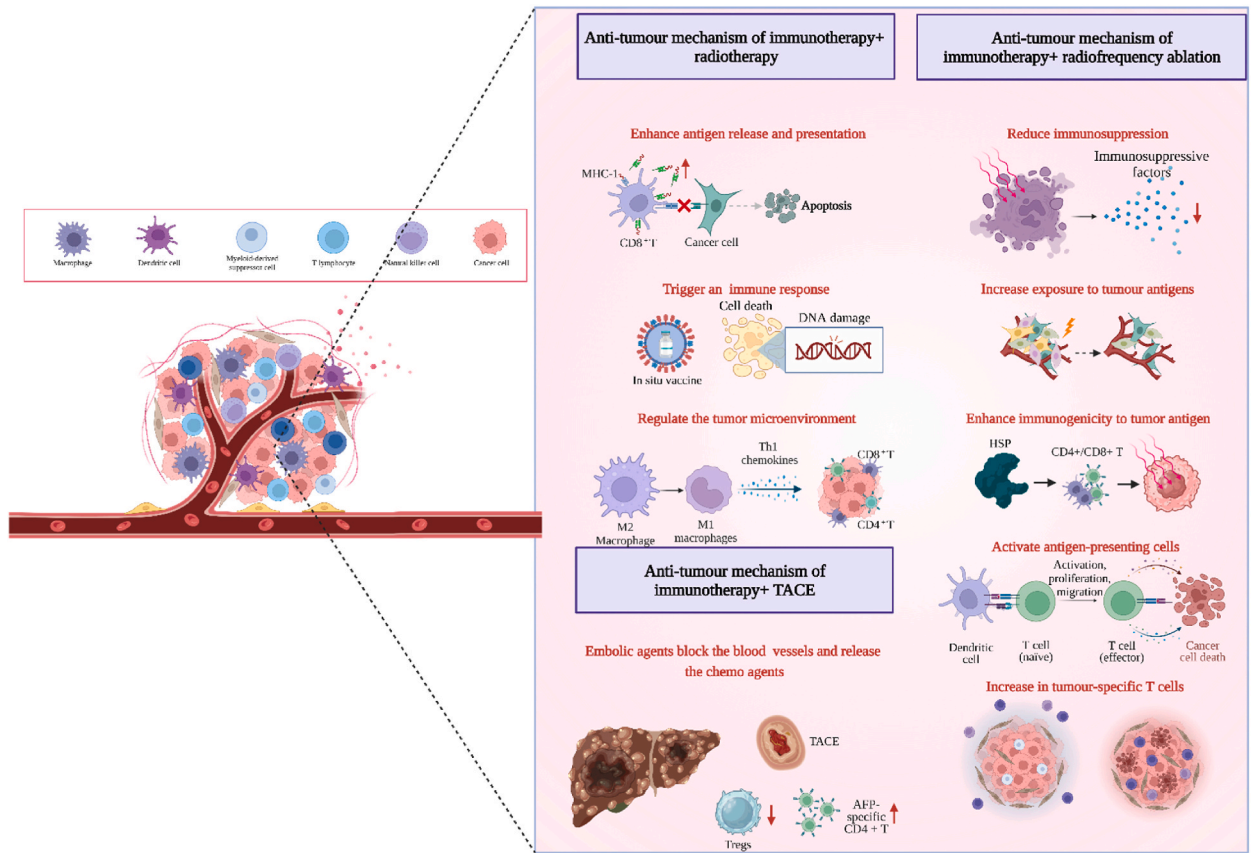 Macrophage
Dendritic cell
Myeloid-derived
suppressor cell
T lymphocyte
Natural killer cell
Cancer cell
Anti-tumour mechanism of immunotherapy+
radiotherapy
Enhance antigen release and presentation
MHC-1
CD8⁺T
Cancer cell
Apoptosis
Trigger an immune response
Cell death
DNA damage
In situ vaccine
Regulate the tumor microenvironment
Th1
chemokines
CD8⁺T
CD4⁺T
M2
Macrophage
M1
macrophages
Anti-tumour mechanism of
immunotherapy+ TACE
Embolic agents block the blood vessels and release
the chemo agents
TACE
Tregs
AFP-
specific
CD4 + T
Anti-tumour mechanism of
immunotherapy+ radiofrequency ablation
Reduce immunosuppression
Immunosuppressive
factors
Increase exposure to tumour antigens
Enhance immunogenicity to tumor antigen
HSP
CD4+/CD8+ T
Activate antigen-presenting cells
Activation,
proliferation,
migration
Dendritic
cell
T cell
(naïve)
T cell
(effector)
Cancer
cell death
Increase in tumour-specific T cells